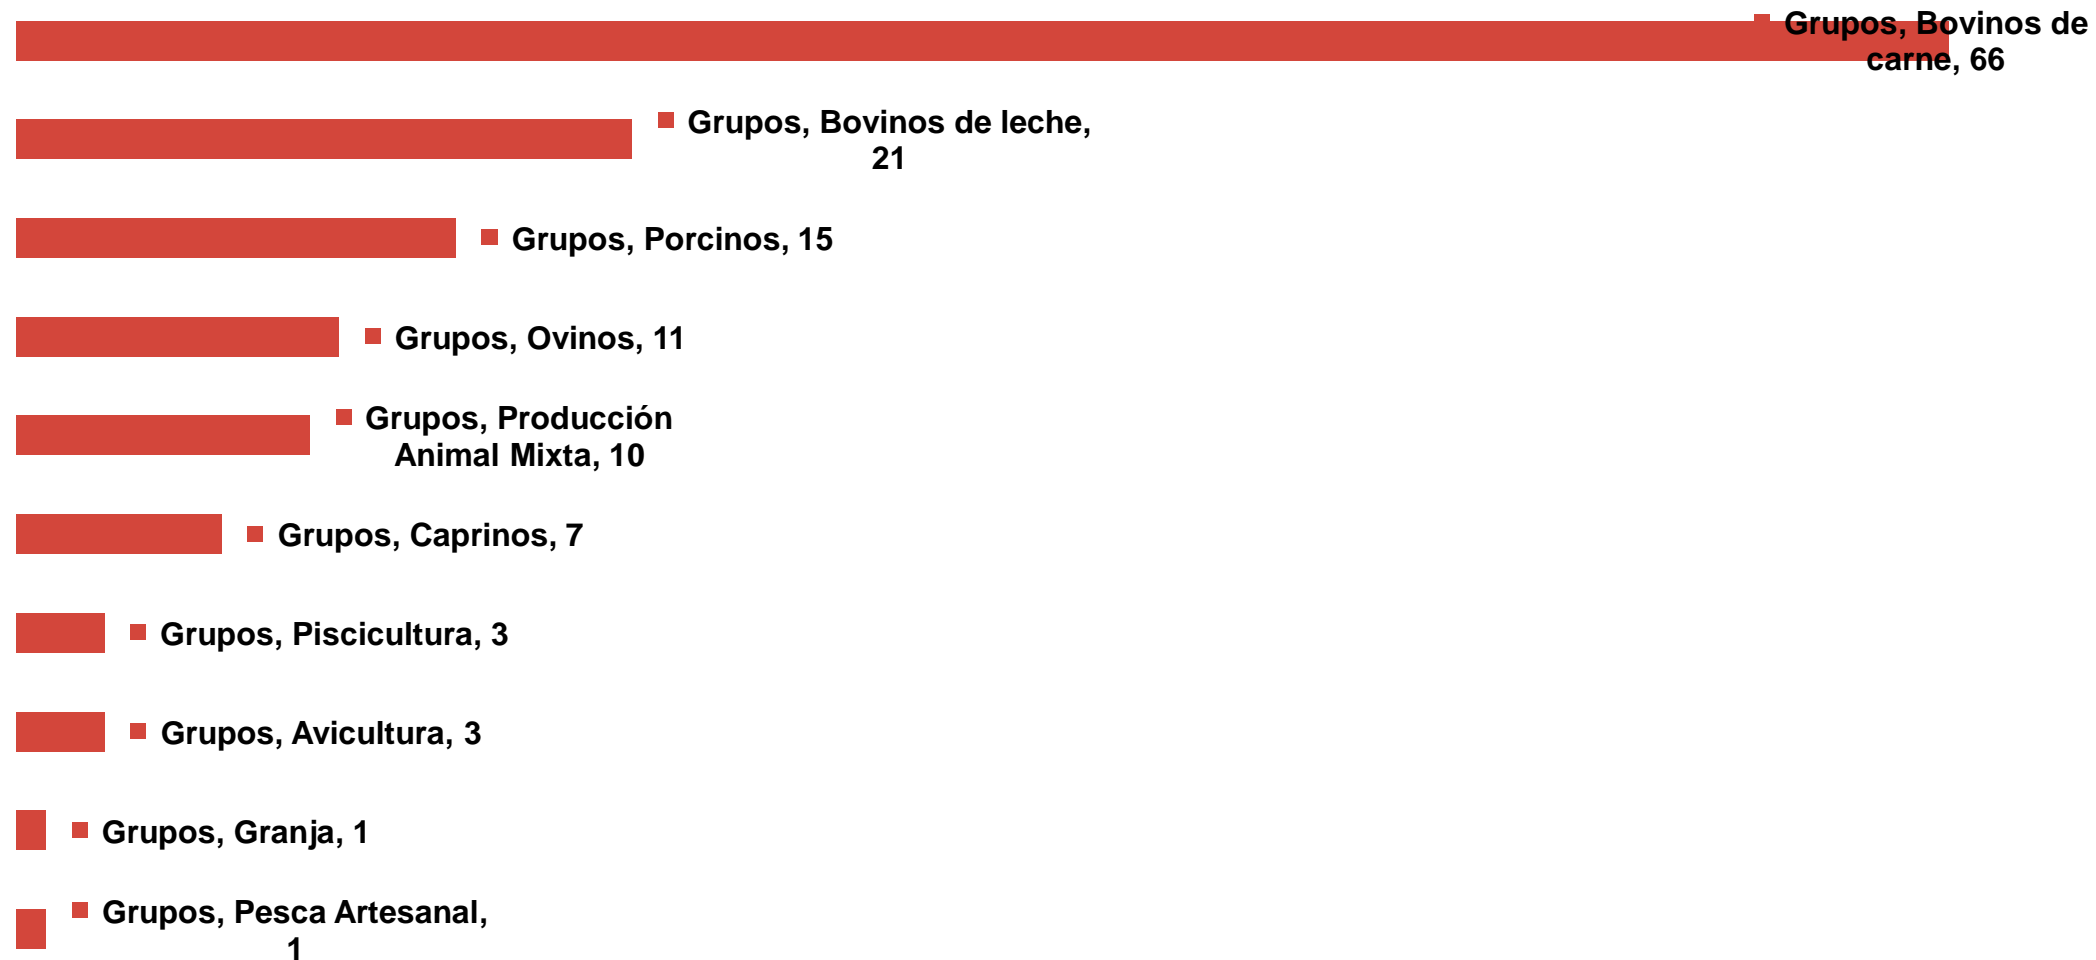 Grupos, Bovinos de
carne, 66
Grupos, Bovinos de leche,
21
Grupos, Porcinos, 15
Grupos, Ovinos, 11
Grupos, Producción
Animal Mixta, 10
Grupos, Caprinos, 7
Grupos, Piscicultura, 3
Grupos, Avicultura, 3
Grupos, Granja, 1
Grupos, Pesca Artesanal,
1